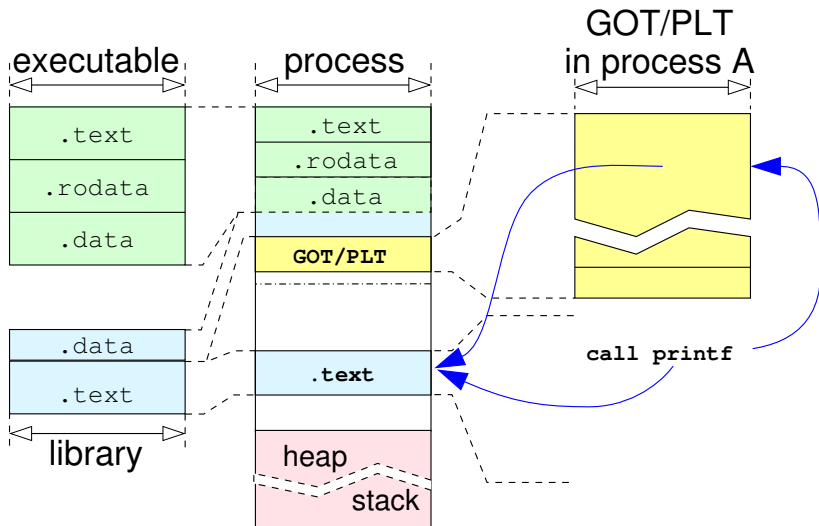 executable
process
GOT/PLT
in process A
.text
.rodata
.data
.text
.rodata
.data
GOT/PLT
.data
.text
library
.text
heap
stack
call printf